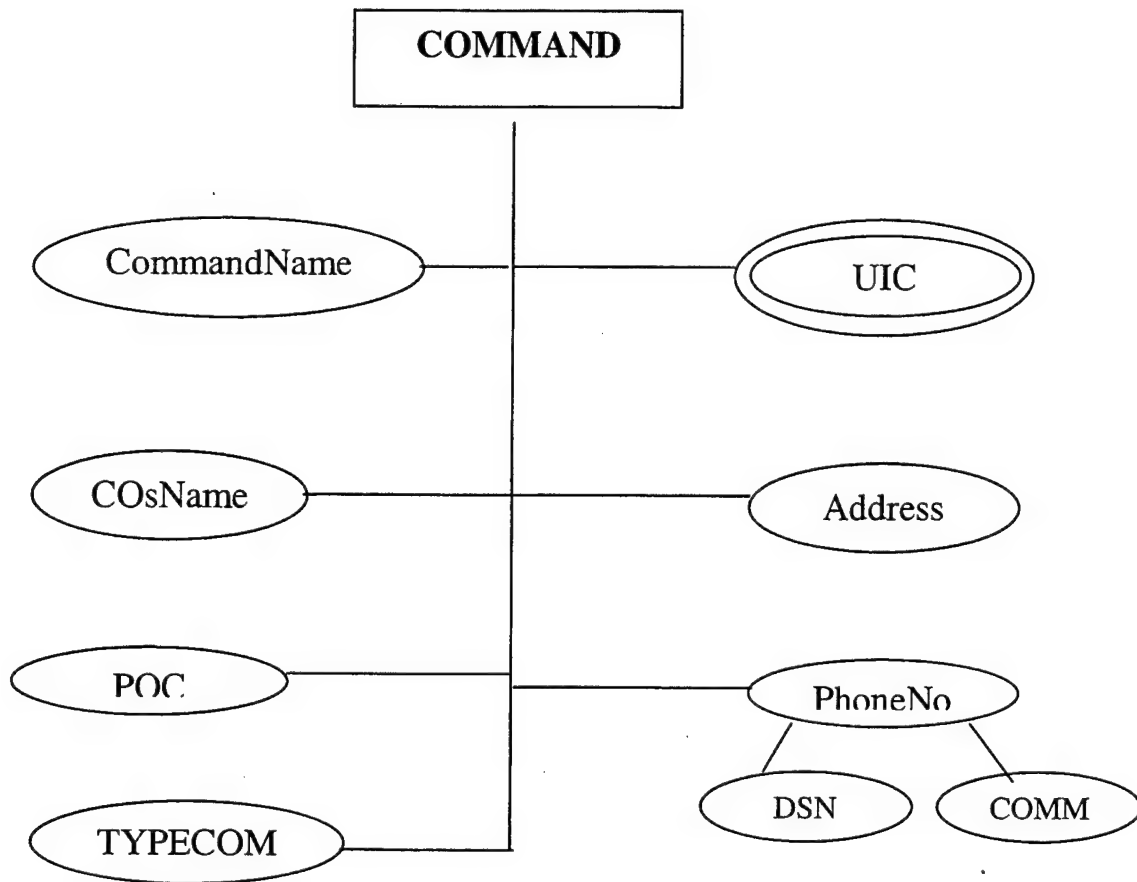 COMMAND
CommandName
UIC
COsName
Address
POC
PhoneNo
DSN
COMM
TYPECOM